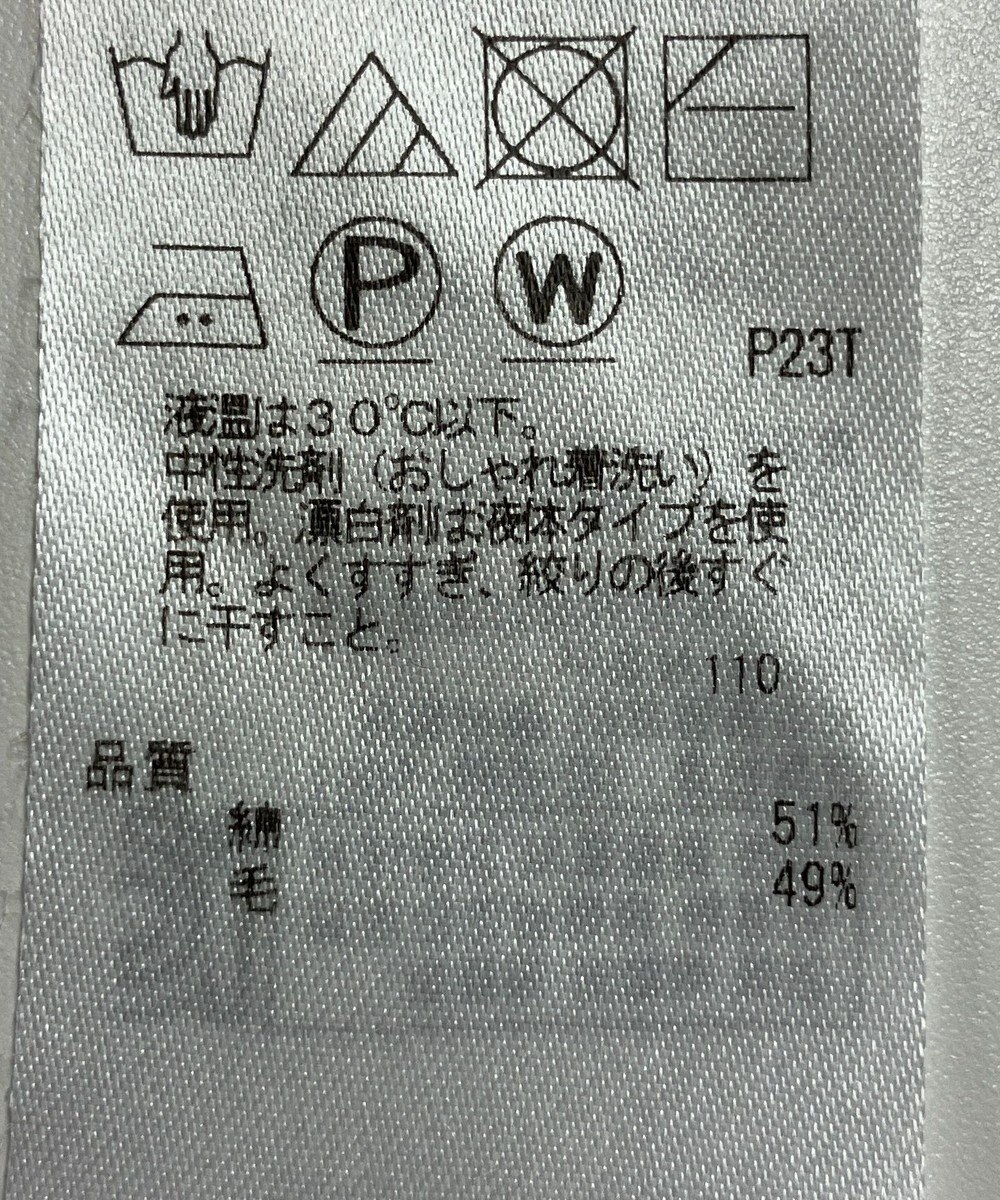 P
W
P23T
液温は30℃以下。
中性洗剤(おしゃれ着洗い)を
使用。漂白剤は液体タイプを使
用。よくすすぎ、絞りの後すぐ
に干すこと。
110
品質
綿 51%
毛 49%